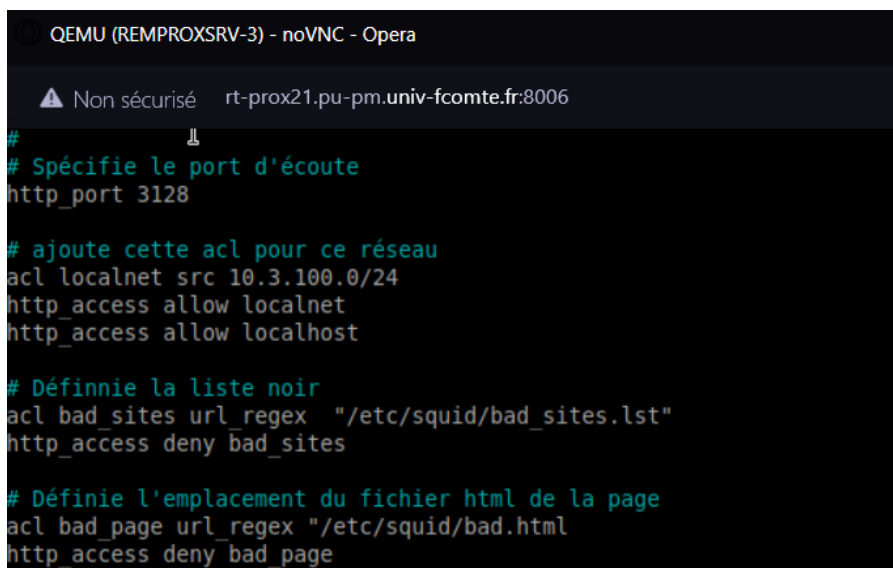 QEMU (REMPROXSRV-3) - noVNC - Opera
Non sécurisé rt-prox21.pu-pm.univ-fcomte.fr:8006
#
# Spécifie le port d'écoute
http_port 3128
# ajoute cette acl pour ce réseau
acl localnet src 10.3.100.0/24
http_access allow localnet
http_access allow localhost
# Définnie la liste noir
acl bad_sites url_regex  "/etc/squid/bad_sites.lst"
http_access deny bad_sites
# Définie l'emplacement du fichier html de la page
acl bad_page url_regex "/etc/squid/bad.html
http_access deny bad_page